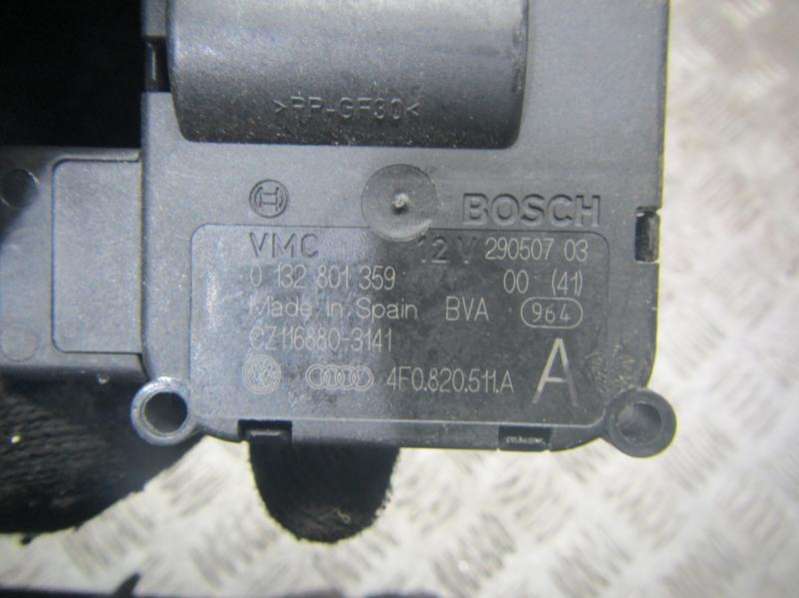 >PP-GF30<
BOSCH
VMC 12V 290507 03
0 132 801 359 00 (41)
Made in Spain BVA 964
CZ116880-3141
4F0.820.511.A A